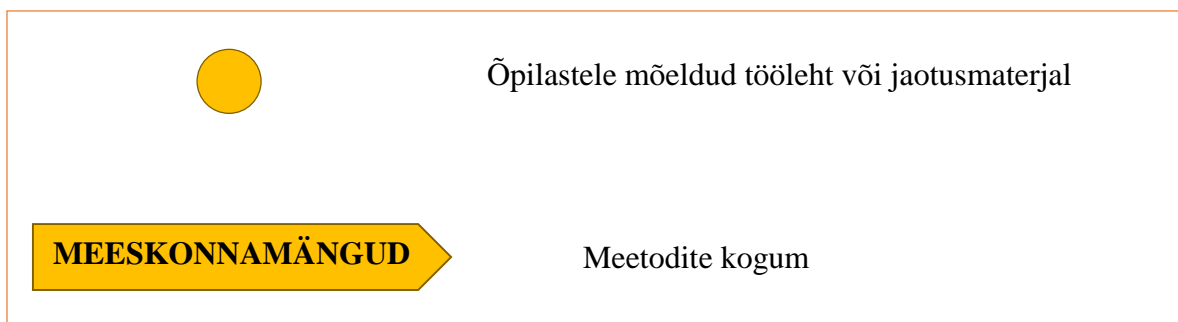 Õpilastele mõeldud tööleht või jaotusmaterjal
MEESKONNAMÄNGUD
Meetodite kogum